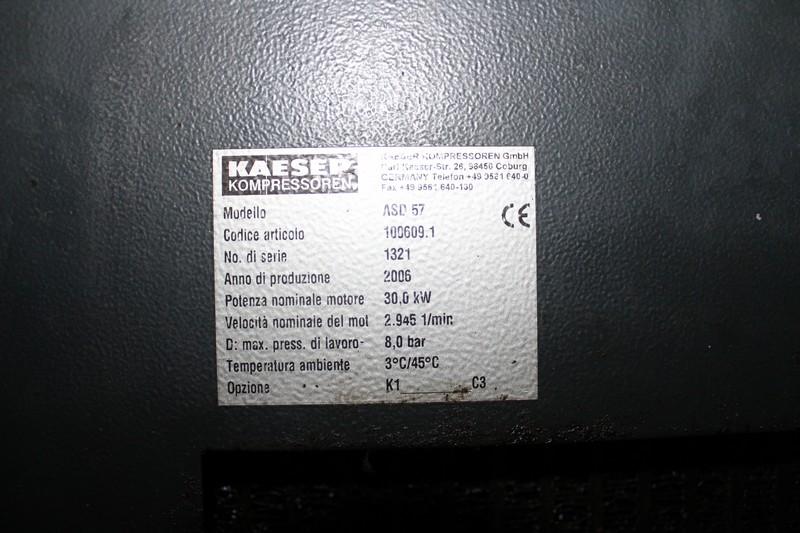 KAESER
KOMPRESSOREN
KAESER KOMPRESSOREN GmbH
Carl-Kaeser-Str. 26, 96450 Coburg
GERMANY Telefon +49 9561 640-0
Fax +49 9561 640-130
CE
Modello ASD 57
Codice articolo 100609.1
No. di serie 1321
Anno di produzione 2006
Potenza nominale motore 30,0 kW
Velocità nominale del mot 2.945 1/min
D: max. press. di lavoro- 8,0 bar
Temperatura ambiente 3°C/45°C
Opzione K1________C3